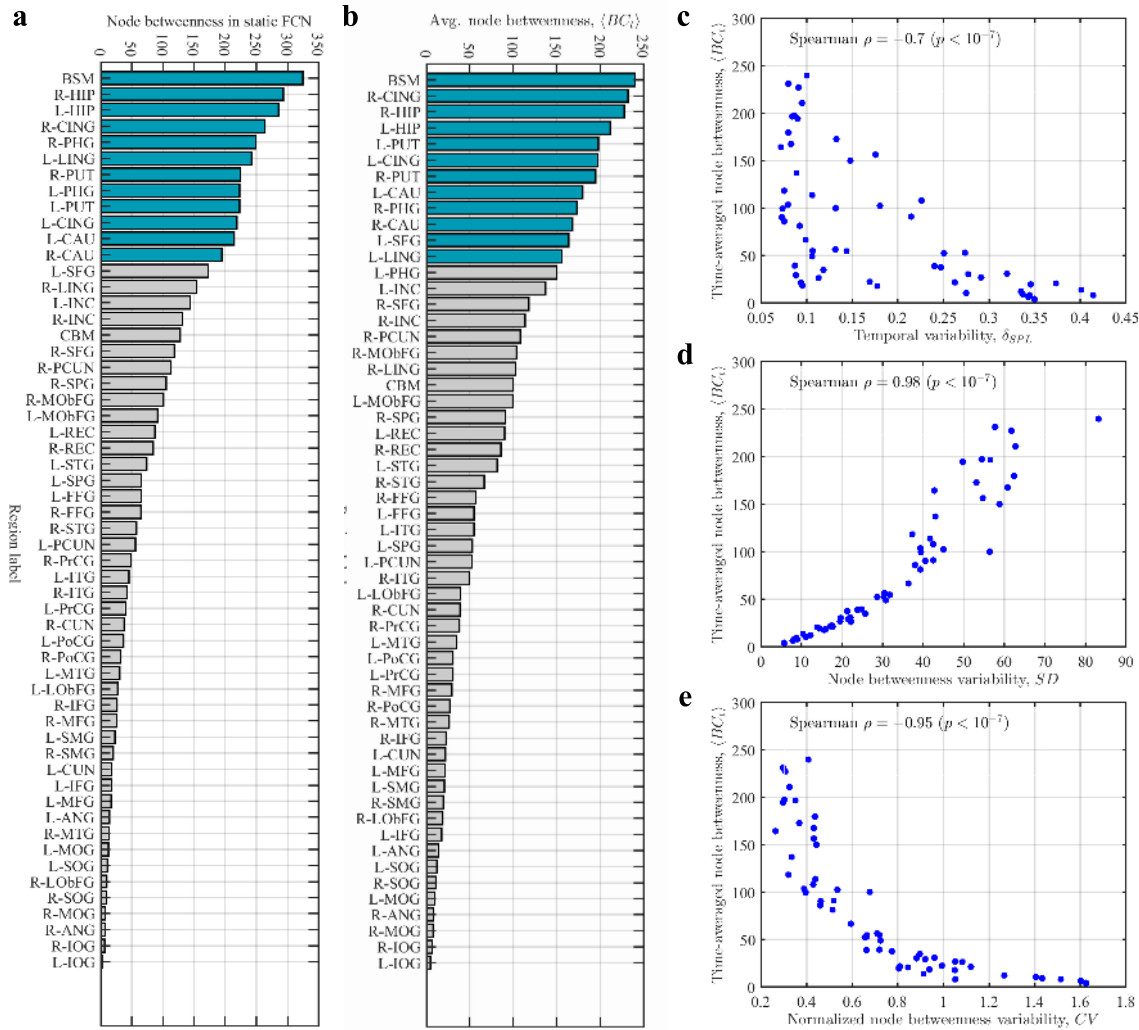 a
Node betweenness in static FCN
0 50 100 150 200 250 300 350
BSM
R-HIP
L-HIP
R-CING
R-PHG
L-LING
R-PUT
L-PHG
L-PUT
L-CING
L-CAU
R-CAU
L-SFG
R-LING
L-INC
R-INC
CBM
R-SFG
R-PCUN
R-SPG
R-MObFG
L-MObFG
L-REC
R-REC
L-STG
L-SPG
L-FFG
R-FFG
R-STG
L-PCUN
R-PrCG
L-ITG
R-ITG
L-PrCG
R-CUN
L-PoCG
R-PoCG
L-MTG
L-LObFG
R-IFG
R-MFG
L-SMG
R-SMG
L-CUN
L-IFG
L-MFG
L-ANG
R-MTG
L-MOG
L-SOG
R-LObFG
R-SOG
R-MOG
R-ANG
R-IOG
L-IOG
Region label
b
Avg. node betweenness, ⟨BCᵢ⟩
0 50 100 150 200 250
BSM
R-CING
R-HIP
L-HIP
L-PUT
L-CING
R-PUT
L-CAU
R-PHG
R-CAU
L-SFG
L-LING
L-PHG
L-INC
R-SFG
R-INC
R-PCUN
R-MObFG
R-LING
CBM
L-MObFG
R-SPG
L-REC
R-REC
L-STG
R-STG
R-FFG
L-FFG
L-ITG
L-SPG
L-PCUN
R-ITG
L-LObFG
R-CUN
R-PrCG
L-MTG
L-PoCG
L-PrCG
R-MFG
R-PoCG
R-MTG
R-IFG
L-CUN
L-MFG
L-SMG
R-SMG
R-LObFG
L-IFG
L-ANG
L-SOG
R-SOG
L-MOG
R-ANG
R-MOG
R-IOG
L-IOG
c
Spearman ρ = −0.7 (p < 10⁻⁷)
Time-averaged node betweenness, ⟨BCᵢ⟩
300
250
200
150
100
50
0
0.05 0.1 0.15 0.2 0.25 0.3 0.35 0.4 0.45
Temporal variability, δ_SPL
d
Spearman ρ = 0.98 (p < 10⁻⁷)
Time-averaged node betweenness, ⟨BCᵢ⟩
300
250
200
150
100
50
0
0 10 20 30 40 50 60 70 80 90
Node betweenness variability, SD
e
Spearman ρ = −0.95 (p < 10⁻⁷)
Time-averaged node betweenness, ⟨BCᵢ⟩
300
250
200
150
100
50
0
0.2 0.4 0.6 0.8 1 1.2 1.4 1.6 1.8
Normalized node betweenness variability, CV